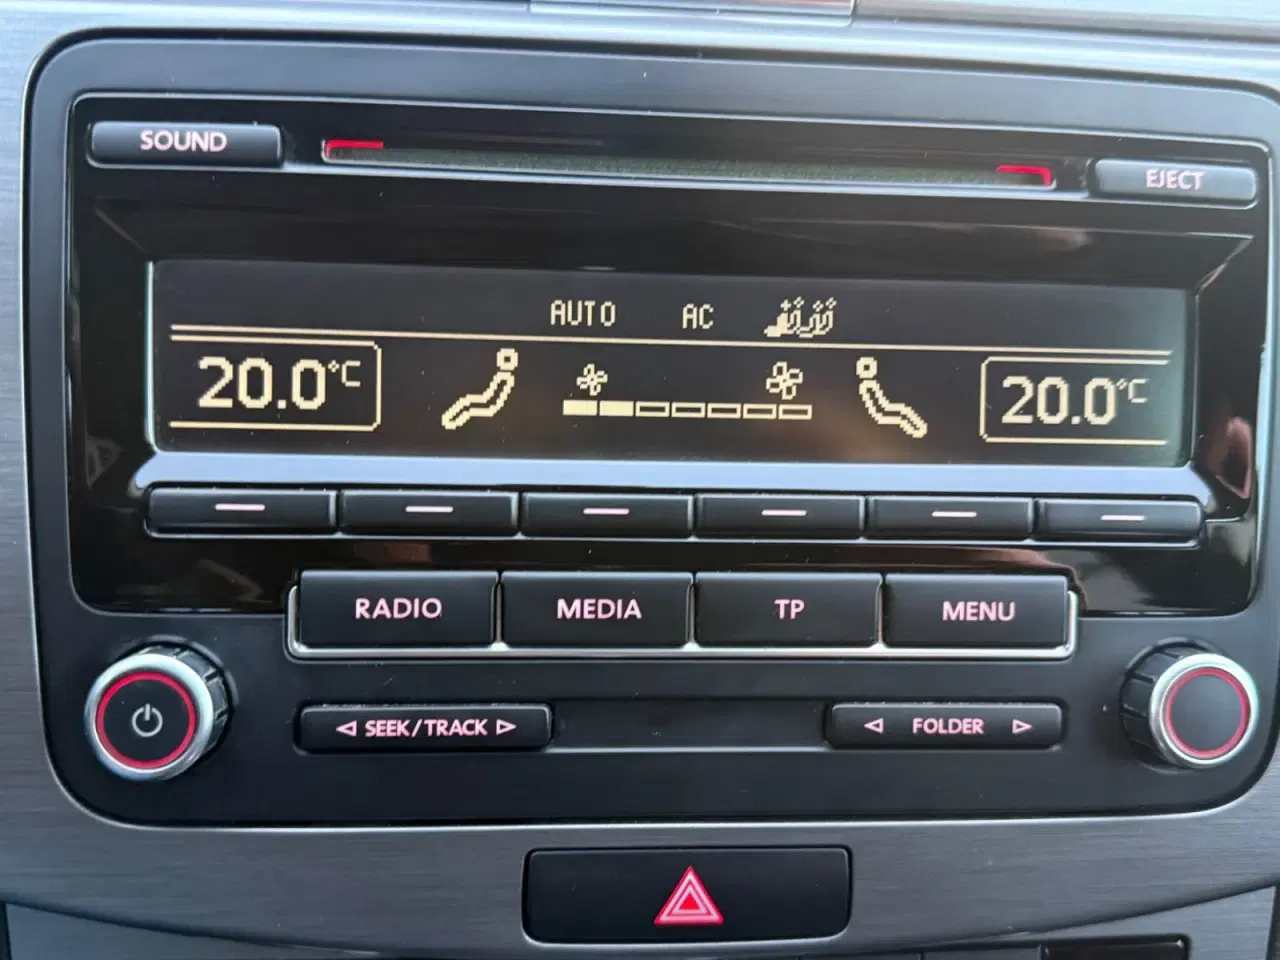 SOUND
EJECT
AUTO AC
20.0°C 20.0°C
RADIO MEDIA TP MENU
SEEK/TRACK FOLDER